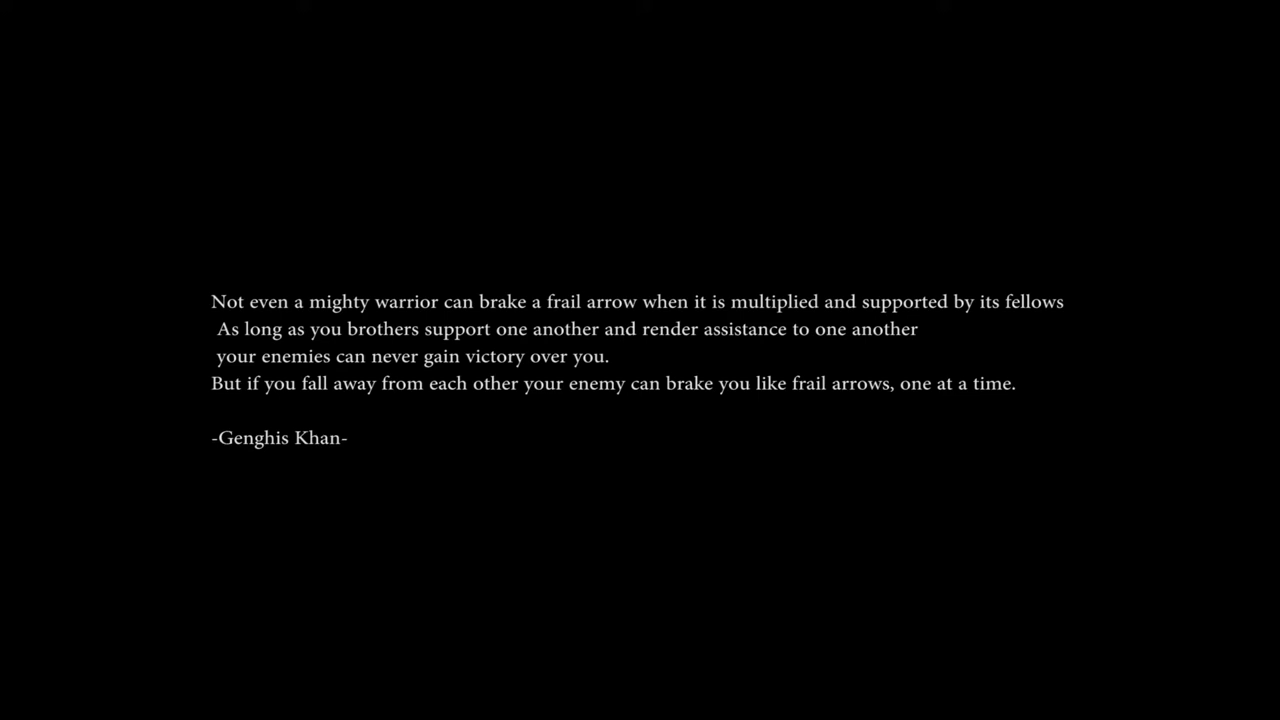 Not even a mighty warrior can brake a frail arrow when it is multiplied and supported by its fellows
As long as you brothers support one another and render assistance to one another
your enemies can never gain victory over you.
But if you fall away from each other your enemy can brake you like frail arrows, one at a time.
-Genghis Khan-